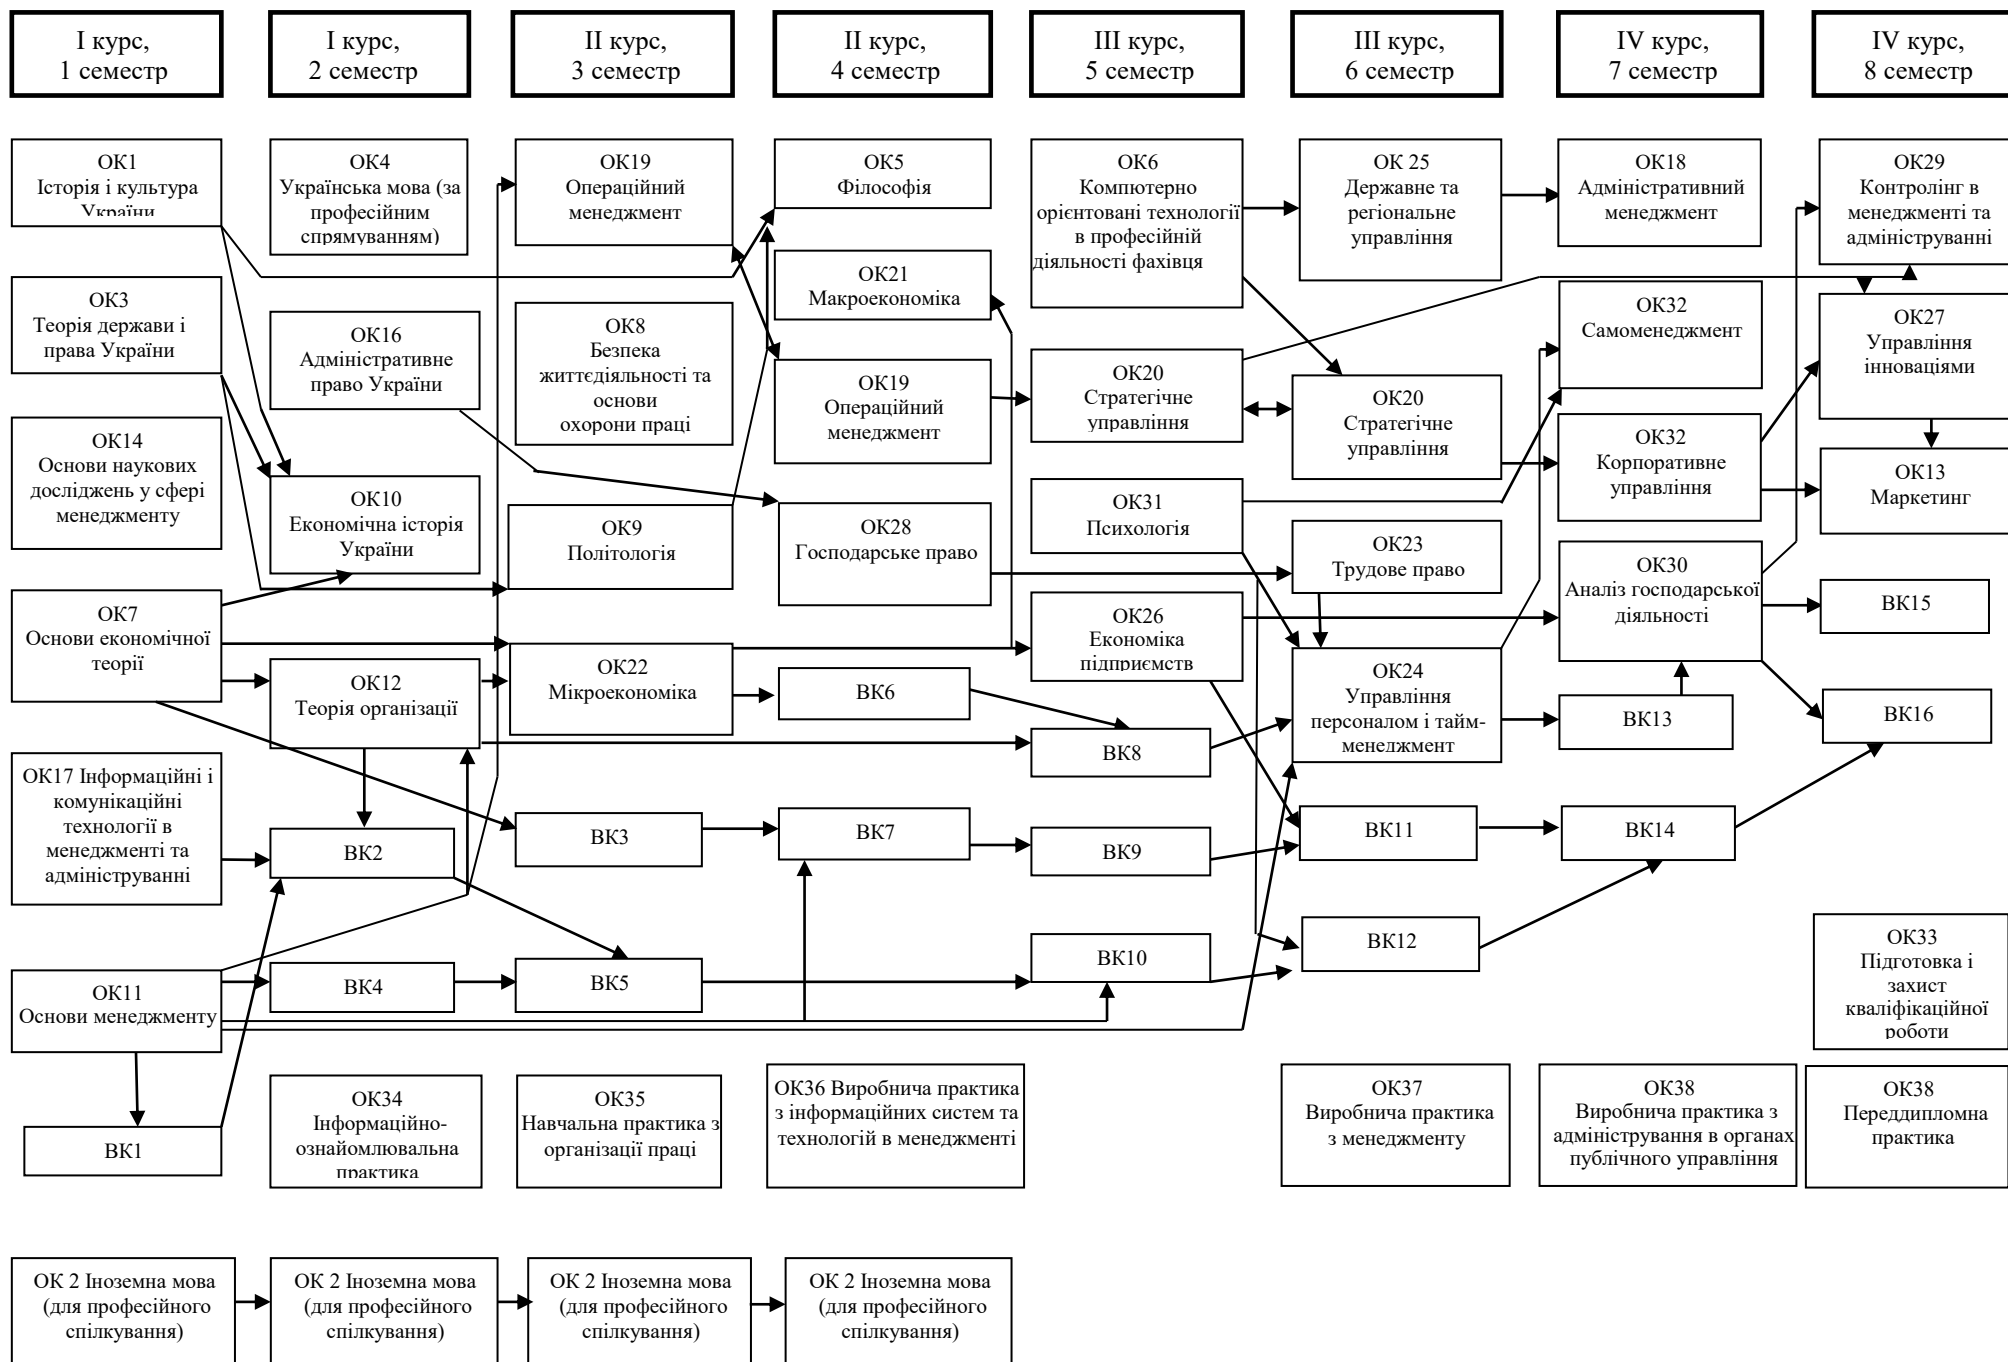 І курс,
1 семестр
І курс,
2 семестр
ІІ курс,
3 семестр
ІІ курс,
4 семестр
ІІІ курс,
5 семестр
ІІІ курс,
6 семестр
IV курс,
7 семестр
IV курс,
8 семестр
ОК1
Історія і культура
України
ОК3
Теорія держави і
права України
ОК14
Основи наукових
досліджень у сфері
менеджменту
ОК7
Основи економічної
теорії
ОК17 Інформаційні і
комунікаційні
технології в
менеджменті та
адмініструванні
ОК11
Основи менеджменту
ВК1
ОК4
Українська мова (за
професійним
спрямуванням)
ОК16
Адміністративне
право України
ОК10
Економічна історія
України
ОК12
Теорія організації
ВК2
ВК4
ОК34
Інформаційно-
ознайомлювальна
практика
ОК19
Операційний
менеджмент
ОК8
Безпека
життєдіяльності та
основи
охорони праці
ОК9
Політологія
ОК22
Мікроекономіка
ВК3
ВК5
ОК35
Навчальна практика з
організації праці
ОК5
Філософія
ОК21
Макроекономіка
ОК19
Операційний
менеджмент
ОК28
Господарське право
ВК6
ВК7
ОК36 Виробнича практика
з інформаційних систем та
технологій в менеджменті
ОК6
Компютерно
орієнтовані технології
в професійній
діяльності фахівця
ОК20
Стратегічне
управління
ОК31
Психологія
ОК26
Економіка
підприємств
ВК8
ВК9
ВК10
ОК 25
Державне та
регіональне
управління
ОК20
Стратегічне
управління
ОК23
Трудове право
ОК24
Управління
персоналом і тайм-
менеджмент
ВК11
ВК12
ОК37
Виробнича практика
з менеджменту
ОК18
Адміністративний
менеджмент
ОК32
Самоменеджмент
ОК32
Корпоративне
управління
ОК30
Аналіз господарської
діяльності
ВК13
ВК14
ОК38
Виробнича практика з
адміністрування в органах
публічного управління
ОК29
Контролінг в
менеджменті та
адмініструванні
ОК27
Управління
інноваціями
ОК13
Маркетинг
ВК15
ВК16
ОК33
Підготовка і
захист
кваліфікаційної
роботи
ОК38
Переддипломна
практика
ОК 2 Іноземна мова
(для професійного
спілкування)
ОК 2 Іноземна мова
(для професійного
спілкування)
ОК 2 Іноземна мова
(для професійного
спілкування)
ОК 2 Іноземна мова
(для професійного
спілкування)